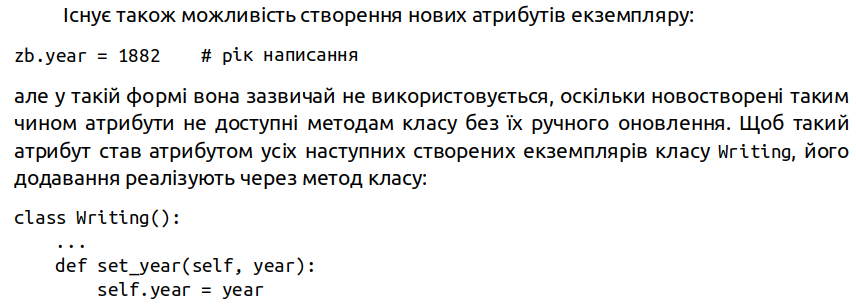 Існує також можливість створення нових атрибутів екземпляру:
zb.year = 1882    # рік написання
але у такій формі вона зазвичай не використовується, оскільки новостворені таким
чином атрибути не доступні методам класу без їх ручного оновлення. Щоб такий
атрибут став атрибутом усіх наступних створених екземплярів класу Writing, його
додавання реалізують через метод класу:
class Writing():
    ...
    def set_year(self, year):
        self.year = year